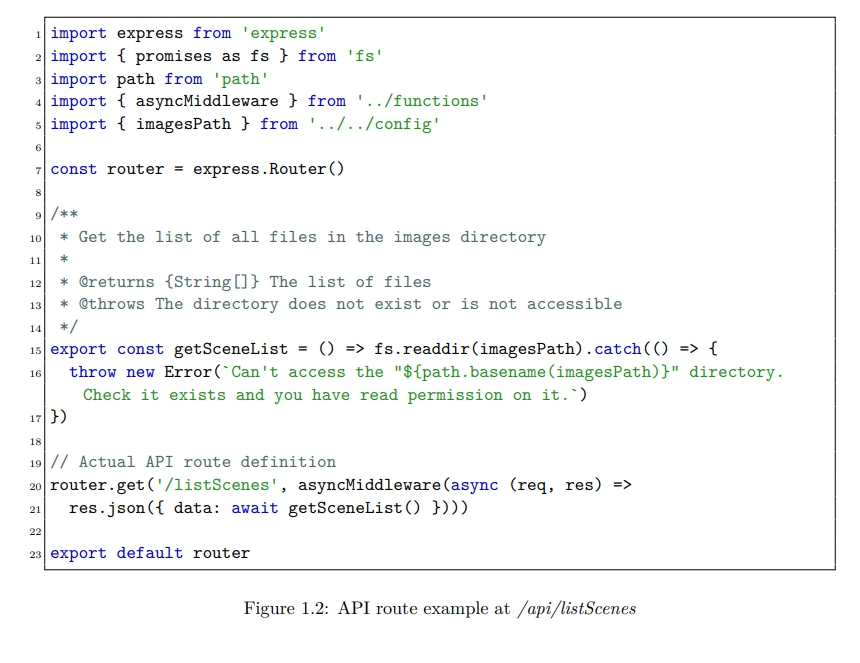 1 import express from 'express'
2 import { promises as fs } from 'fs'
3 import path from 'path'
4 import { asyncMiddleware } from '../functions'
5 import { imagesPath } from '../../config'
6
7 const router = express.Router()
8
9 /**
10  * Get the list of all files in the images directory
11  *
12  * @returns {String[]} The list of files
13  * @throws The directory does not exist or is not accessible
14  */
15 export const getSceneList = () => fs.readdir(imagesPath).catch(() => {
16   throw new Error(`Can't access the "${path.basename(imagesPath)}" directory.
Check it exists and you have read permission on it.`)
17 })
18
19 // Actual API route definition
20 router.get('/listScenes', asyncMiddleware(async (req, res) =>
21   res.json({ data: await getSceneList() })))
22
23 export default router
Figure 1.2: API route example at /api/listScenes